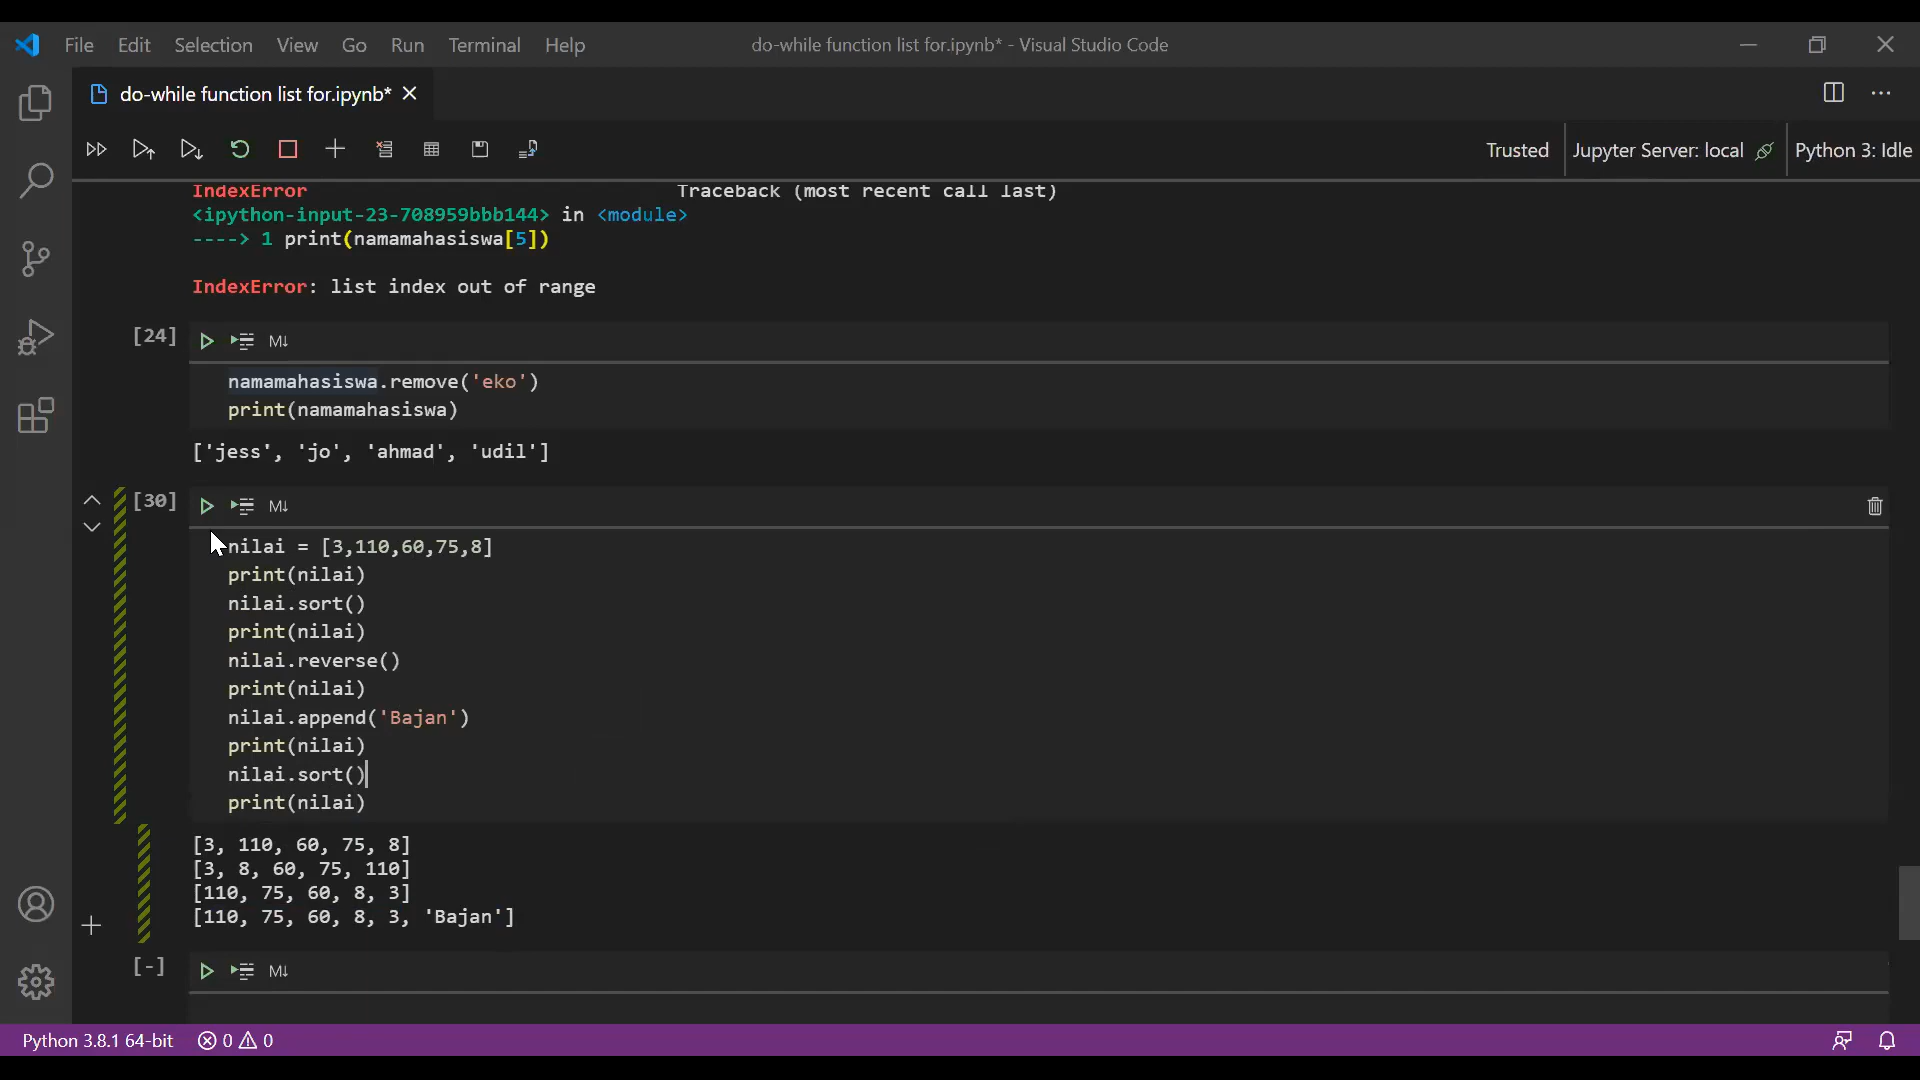 File Edit Selection View Go Run Terminal Help
do-while function list for.ipynb* - Visual Studio Code
do-while function list for.ipynb*
Trusted Jupyter Server: local Python 3: Idle
IndexError Traceback (most recent call last)
<ipython-input-23-708959bbb144> in <module>
----> 1 print(namamahasiswa[5])
IndexError: list index out of range
[24] M↓
namamahasiswa.remove('eko')
print(namamahasiswa)
['jess', 'jo', 'ahmad', 'udil']
[30] M↓
nilai = [3,110,60,75,8]
print(nilai)
nilai.sort()
print(nilai)
nilai.reverse()
print(nilai)
nilai.append('Bajan')
print(nilai)
nilai.sort()
print(nilai)
[3, 110, 60, 75, 8]
[3, 8, 60, 75, 110]
[110, 75, 60, 8, 3]
[110, 75, 60, 8, 3, 'Bajan']
[-] M↓
Python 3.8.1 64-bit 0 0